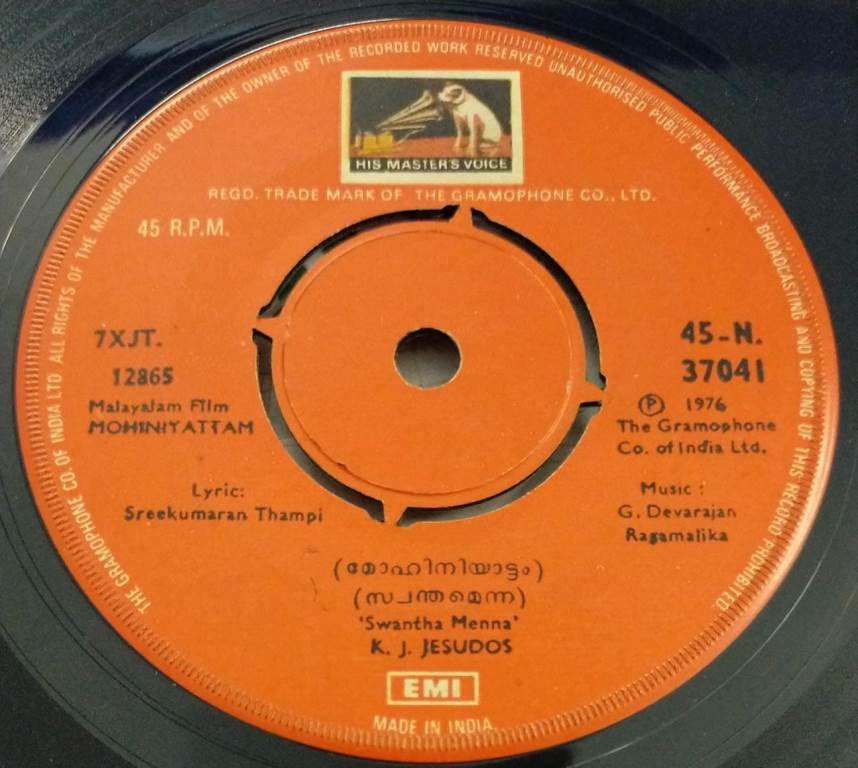 THE GRAMOPHONE CO. OF INDIA LTD. ALL RIGHTS OF THE MANUFACTURER AND OF THE OWNER OF THE RECORDED WORK RESERVED UNAUTHORISED PUBLIC PERFORMANCE BROADCASTING AND COPYING OF THIS RECORD PROHIBITED.
HIS MASTER'S VOICE
REGD. TRADE MARK OF THE GRAMOPHONE CO., LTD.
45 R.P.M.
7XJT.
12865
Malayalam Film
MOHINIYATTAM
45-N.
37041
Ⓟ 1976
The Gramophone
Co. of India Ltd.
Lyric:
Sreekumaran Thampi
Music :
G. Devarajan
Ragamalika
(മോഹിനിയാട്ടം)
(സ്വന്തമെന്ന)
'Swantha Menna'
K. J. JESUDOS
EMI
MADE IN INDIA